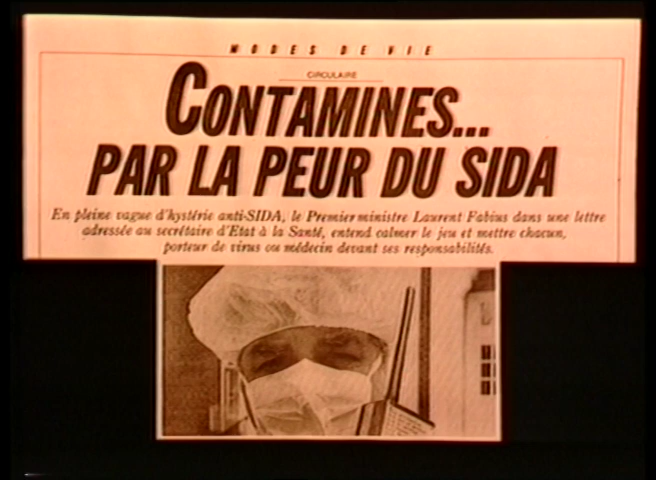 MODES DE VIE
CIRCULAIRE
CONTAMINES...
PAR LA PEUR DU SIDA
En pleine vague d'hystérie anti-SIDA, le Premier ministre Laurent Fabius dans une lettre
adressée au secrétaire d'Etat à la Santé, entend calmer le jeu et mettre chacun,
porteur de virus ou médecin devant ses responsabilités.